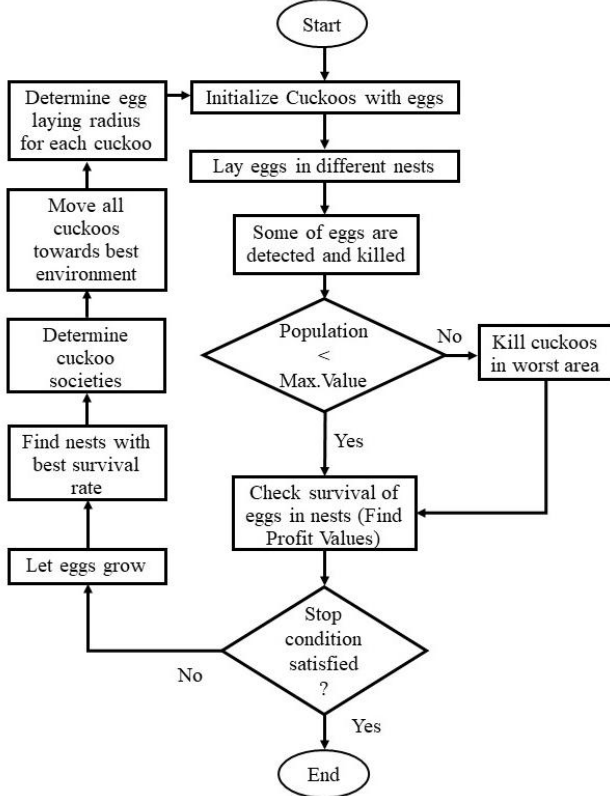 Start
Determine egg
laying radius
for each cuckoo
Initialize Cuckoos with eggs
Lay eggs in different nests
Move all
cuckoos
towards best
environment
Some of eggs are
detected and killed
Determine
cuckoo
societies
Population
<
Max.Value
No
Kill cuckoos
in worst area
Yes
Find nests with
best survival
rate
Check survival of
eggs in nests (Find
Profit Values)
Let eggs grow
Stop
condition
satisfied
?
No
Yes
End